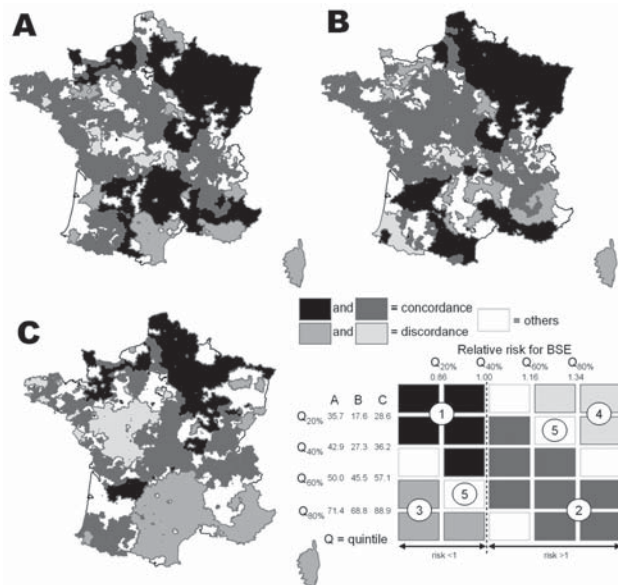 A
B
C
and = concordance
and = discordance
= others
Relative risk for BSE
Q20% Q40% Q60% Q80%
0.86 1.00 1.16 1.34
A B C
Q20% 35.7 17.6 28.6
Q40% 42.9 27.3 36.2
Q60% 50.0 45.5 57.1
Q80% 71.4 68.8 88.9
1
4
5
5
3
2
Q = quintile
risk <1 risk >1